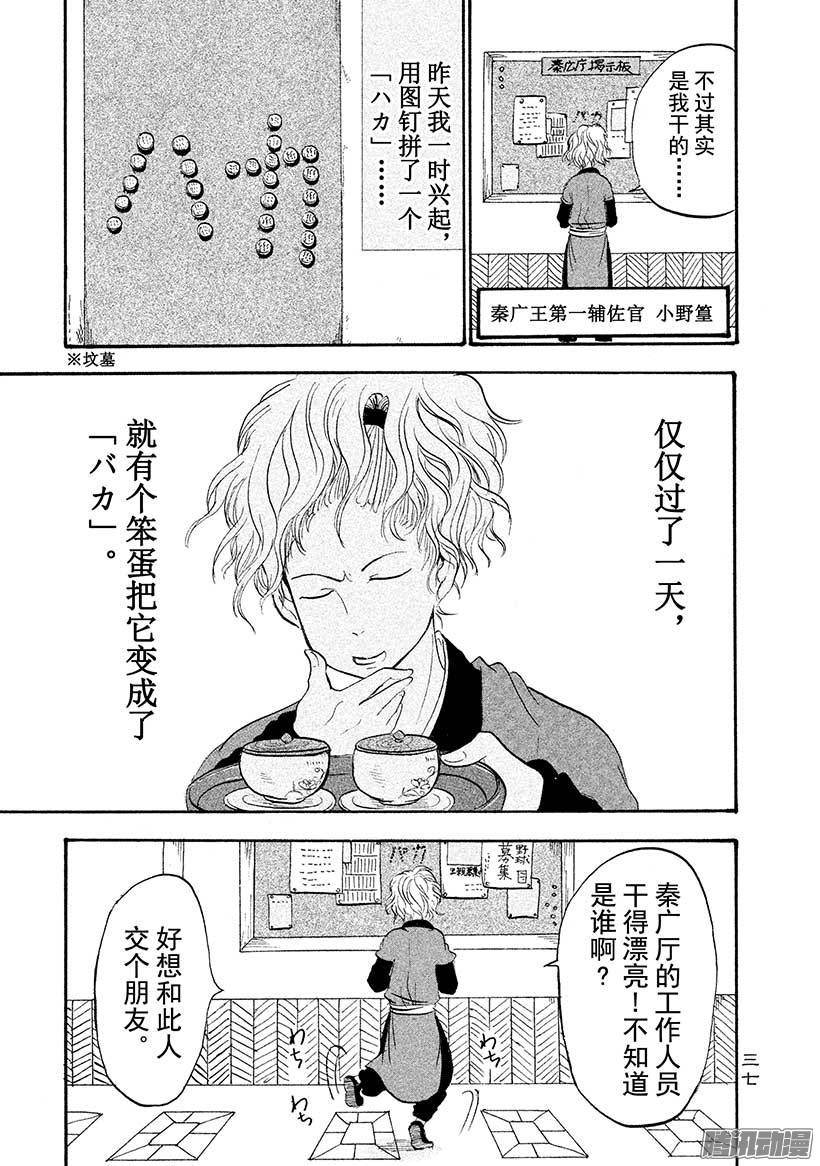 秦広庁掲示板
不过其实
是我干的……
秦广王第一辅佐官 小野篁
昨天我一时兴起，
用图钉拼了一个
「ハカ」……
ハカ
※坟墓
仅仅过了一天，
就有个笨蛋把它变成了
「バカ」。
バカ
野球
募集
秦广厅的工作人员
干得漂亮！不知道
是谁啊？
好想和此人
交个朋友。
わち
わち
三七
腾讯动漫